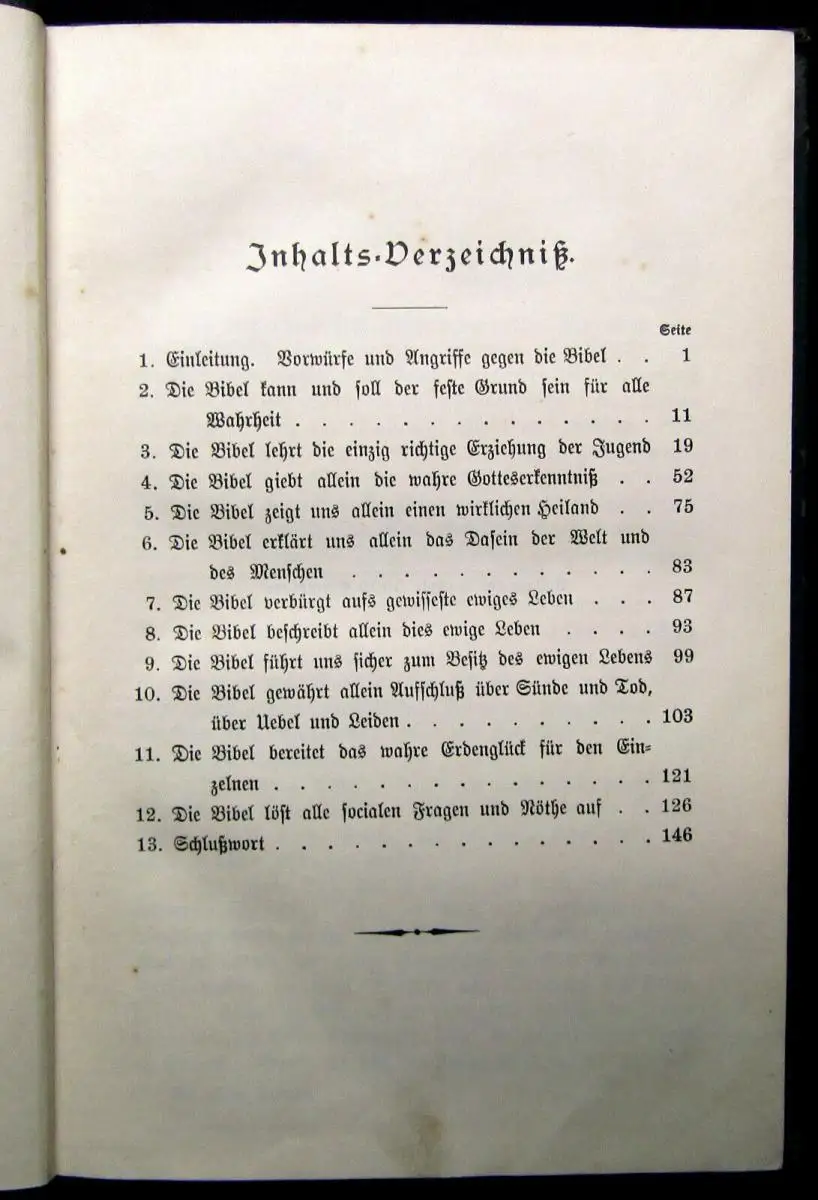 Inhalts-Verzeichniß.
Seite
1. Einleitung. Vorwürfe und Angriffe gegen die Bibel . . 1
2. Die Bibel kann und soll der feste Grund sein für alle
Wahrheit . . . . . . . . . . . . . . 11
3. Die Bibel lehrt die einzig richtige Erziehung der Jugend 19
4. Die Bibel giebt allein die wahre Gotteserkenntniß . . 52
5. Die Bibel zeigt uns allein einen wirklichen Heiland . . 75
6. Die Bibel erklärt uns allein das Dasein der Welt und
des Menschen . . . . . . . . . . . . 83
7. Die Bibel verbürgt aufs gewisseste ewiges Leben . . . 87
8. Die Bibel beschreibt allein dies ewige Leben . . . . 93
9. Die Bibel führt uns sicher zum Besitz des ewigen Lebens 99
10. Die Bibel gewährt allein Aufschluß über Sünde und Tod,
über Uebel und Leiden . . . . . . . . . . 103
11. Die Bibel bereitet das wahre Erdenglück für den Ein-
zelnen . . . . . . . . . . . . . . . 121
12. Die Bibel löst alle socialen Fragen und Nöthe auf . . 126
13. Schlußwort . . . . . . . . . . . . . . . 146